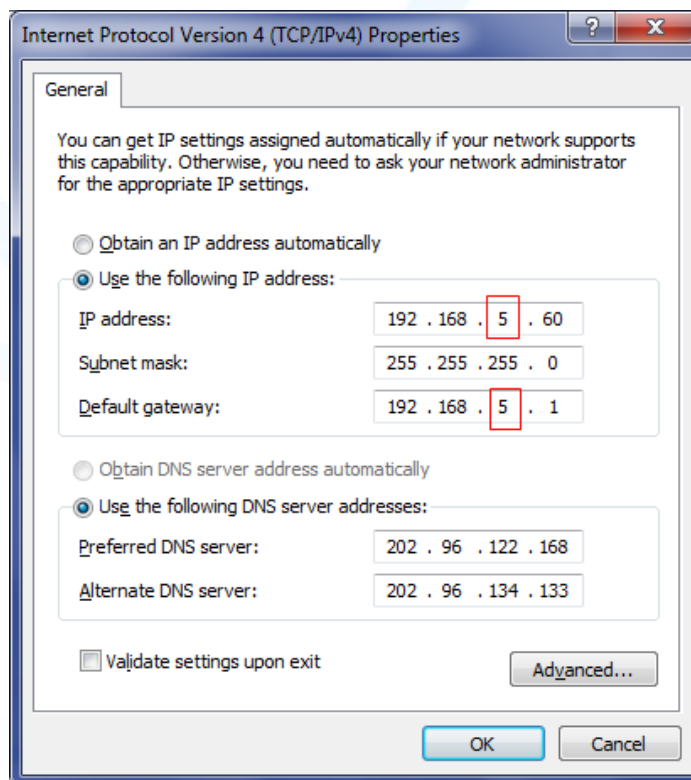 Internet Protocol Version 4 (TCP/IPv4) Properties
General
You can get IP settings assigned automatically if your network supports
this capability. Otherwise, you need to ask your network administrator
for the appropriate IP settings.
Obtain an IP address automatically
Use the following IP address:
IP address: 192 . 168 . 5 . 60
Subnet mask: 255 . 255 . 255 . 0
Default gateway: 192 . 168 . 5 . 1
Obtain DNS server address automatically
Use the following DNS server addresses:
Preferred DNS server: 202 . 96 . 122 . 168
Alternate DNS server: 202 . 96 . 134 . 133
Validate settings upon exit
Advanced...
OK Cancel